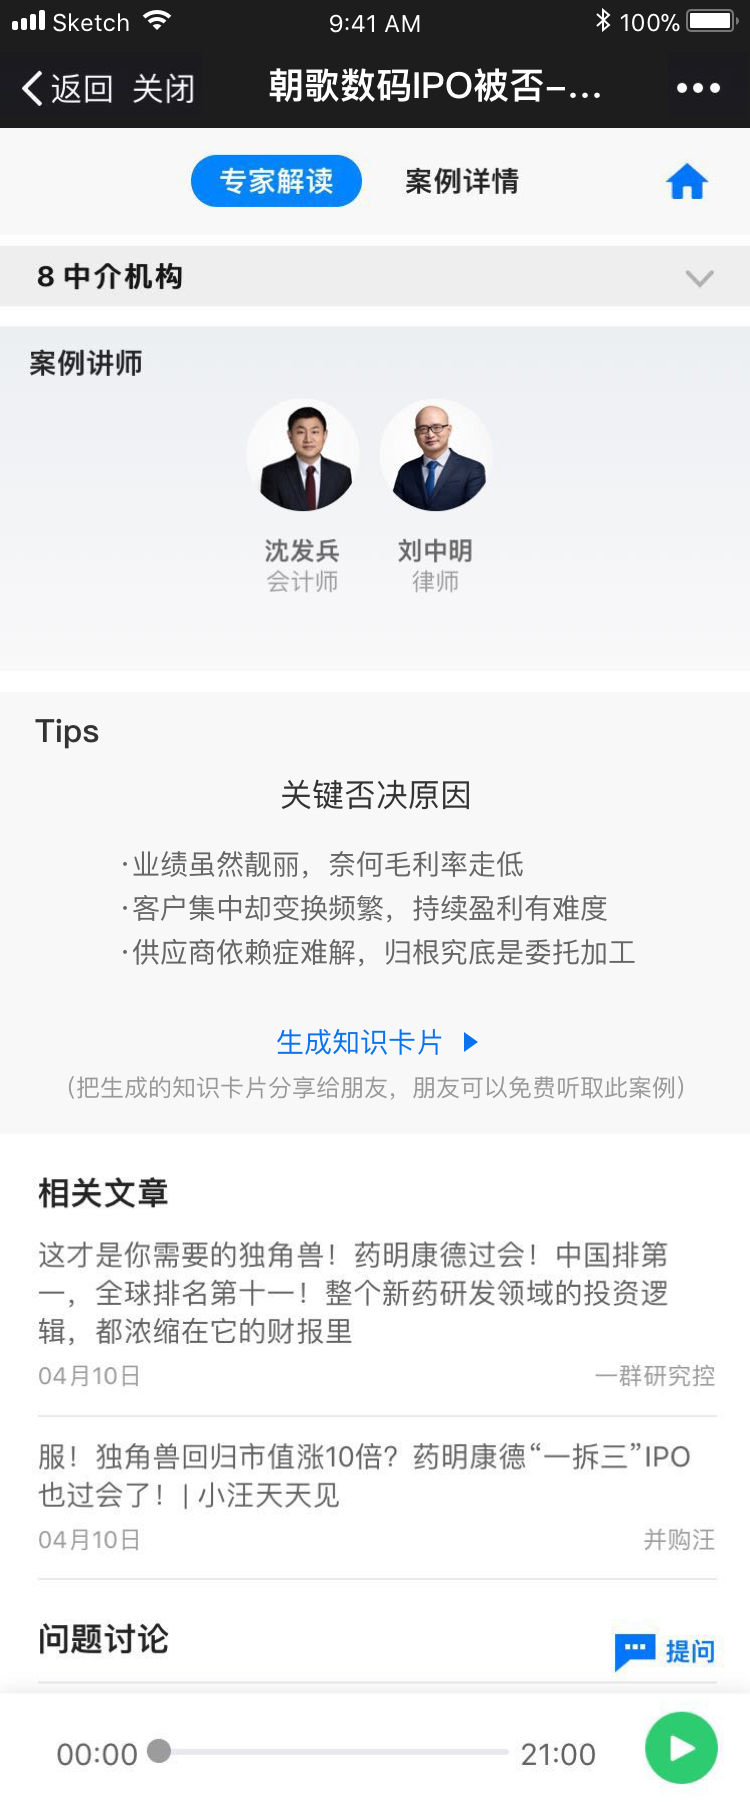 Sketch 9:41 AM 100%
返回 关闭 朝歌数码IPO被否–...
专家解读 案例详情
8 中介机构
案例讲师
沈发兵 刘中明
会计师 律师
Tips
关键否决原因
·业绩虽然靓丽，奈何毛利率走低
·客户集中却变换频繁，持续盈利有难度
·供应商依赖症难解，归根究底是委托加工
生成知识卡片
（把生成的知识卡片分享给朋友，朋友可以免费听取此案例）
相关文章
这才是你需要的独角兽！药明康德过会！中国排第
一，全球排名第十一！整个新药研发领域的投资逻
辑，都浓缩在它的财报里
04月10日 一群研究控
服！独角兽回归市值涨10倍？药明康德“一拆三”IPO
也过会了！| 小汪天天见
04月10日 并购汪
问题讨论 提问
00:00 21:00